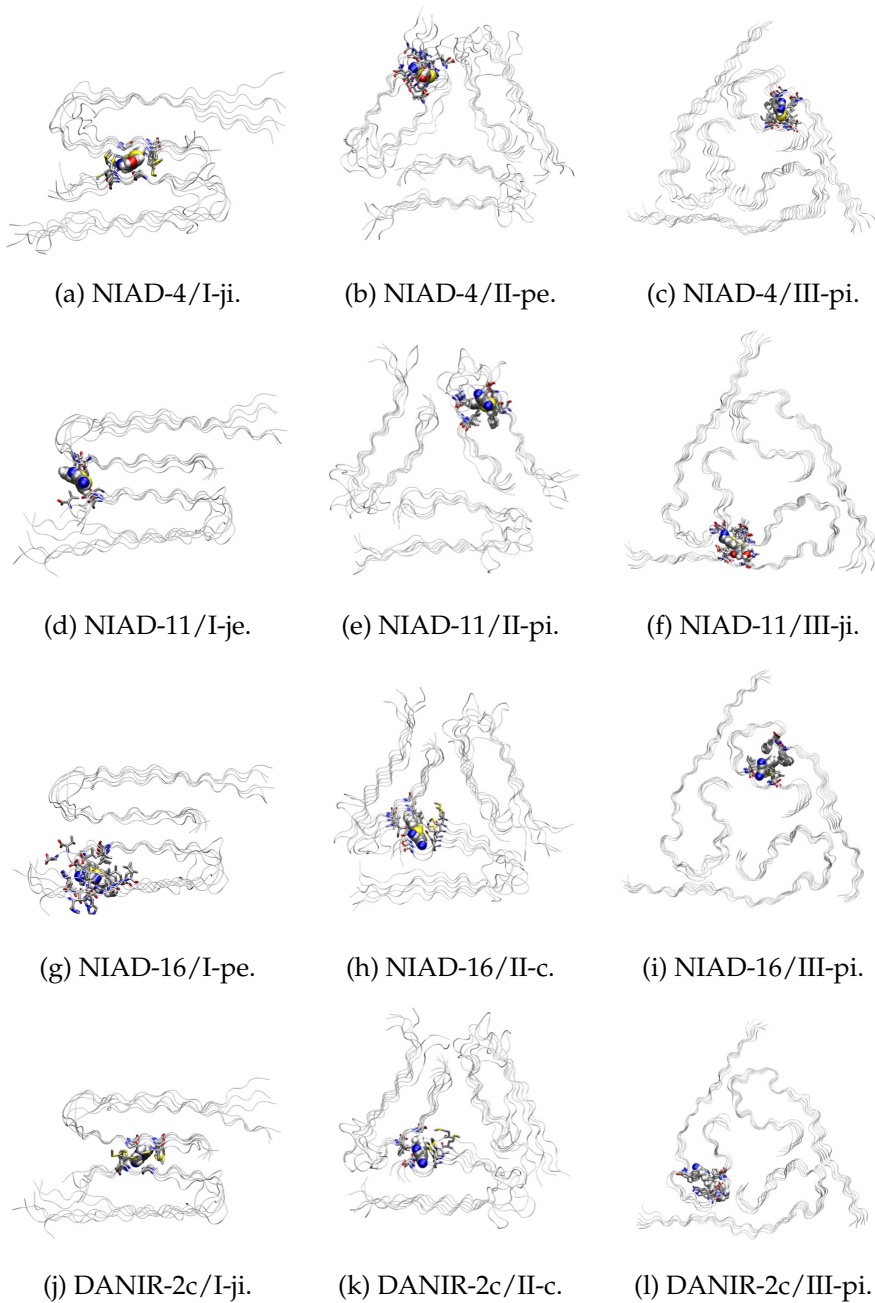 (a) NIAD-4/I-ji. (b) NIAD-4/II-pe. (c) NIAD-4/III-pi.
(d) NIAD-11/I-je. (e) NIAD-11/II-pi. (f) NIAD-11/III-ji.
(g) NIAD-16/I-pe. (h) NIAD-16/II-c. (i) NIAD-16/III-pi.
(j) DANIR-2c/I-ji. (k) DANIR-2c/II-c. (l) DANIR-2c/III-pi.